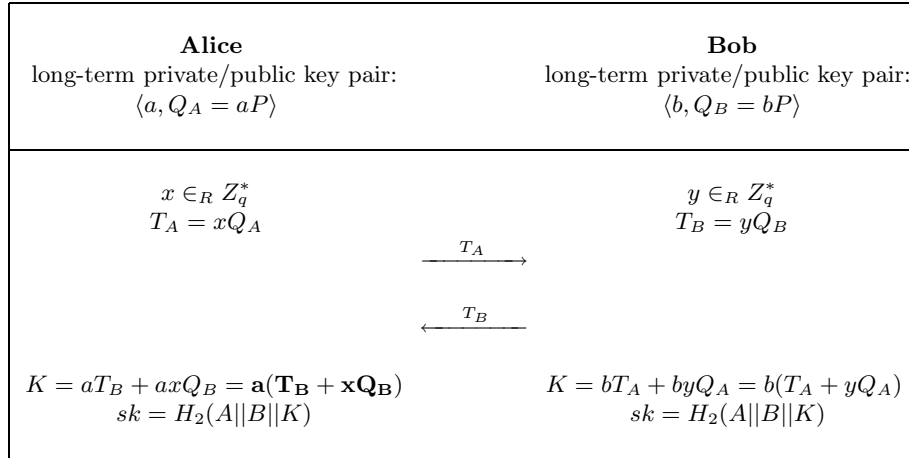 Alice
long-term private/public key pair:
⟨a, Q_A = aP⟩
Bob
long-term private/public key pair:
⟨b, Q_B = bP⟩
x ∈_R Z_q^*
T_A = xQ_A
y ∈_R Z_q^*
T_B = yQ_B
T_A
T_B
K = aT_B + axQ_B = a(T_B + xQ_B)
sk = H_2(A||B||K)
K = bT_A + byQ_A = b(T_A + yQ_A)
sk = H_2(A||B||K)